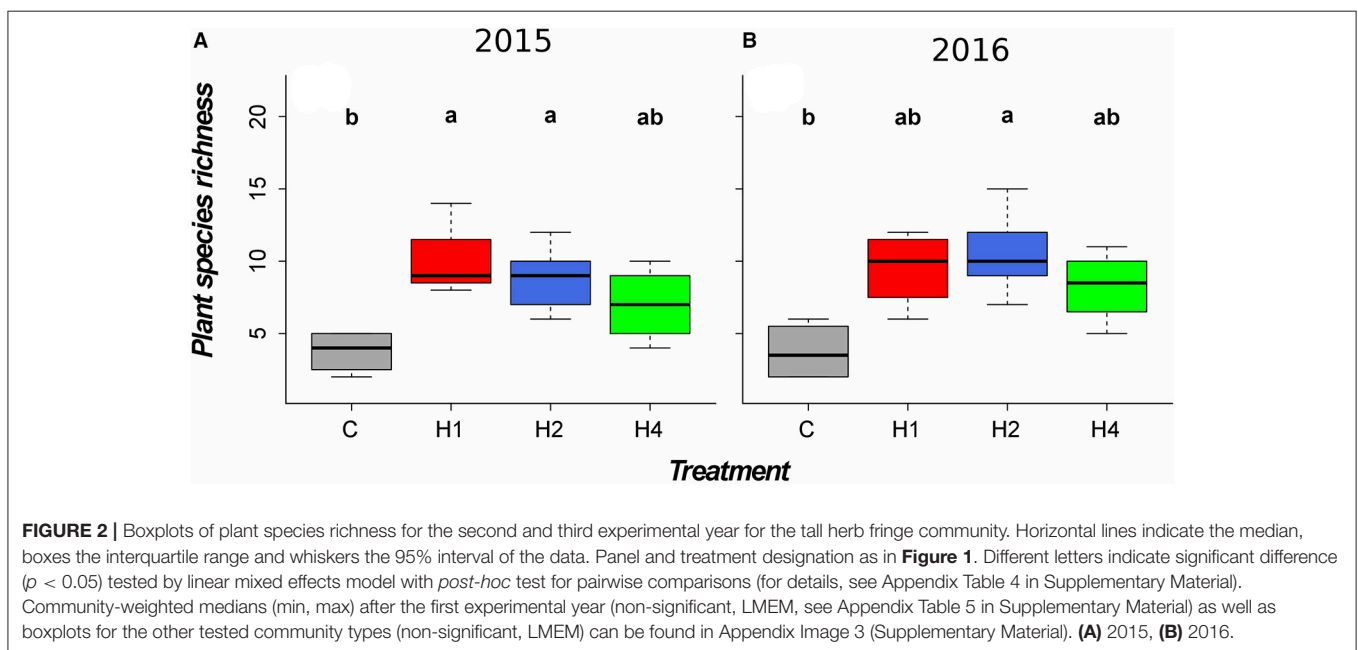 A
2015
B
2016
Plant species richness
20
15
10
5
b a a ab
b ab a ab
C H1 H2 H4
C H1 H2 H4
Treatment
FIGURE 2 | Boxplots of plant species richness for the second and third experimental year for the tall herb fringe community. Horizontal lines indicate the median,
boxes the interquartile range and whiskers the 95% interval of the data. Panel and treatment designation as in Figure 1. Different letters indicate significant difference
(p < 0.05) tested by linear mixed effects model with post-hoc test for pairwise comparisons (for details, see Appendix Table 4 in Supplementary Material).
Community-weighted medians (min, max) after the first experimental year (non-significant, LMEM, see Appendix Table 5 in Supplementary Material) as well as
boxplots for the other tested community types (non-significant, LMEM) can be found in Appendix Image 3 (Supplementary Material). (A) 2015, (B) 2016.